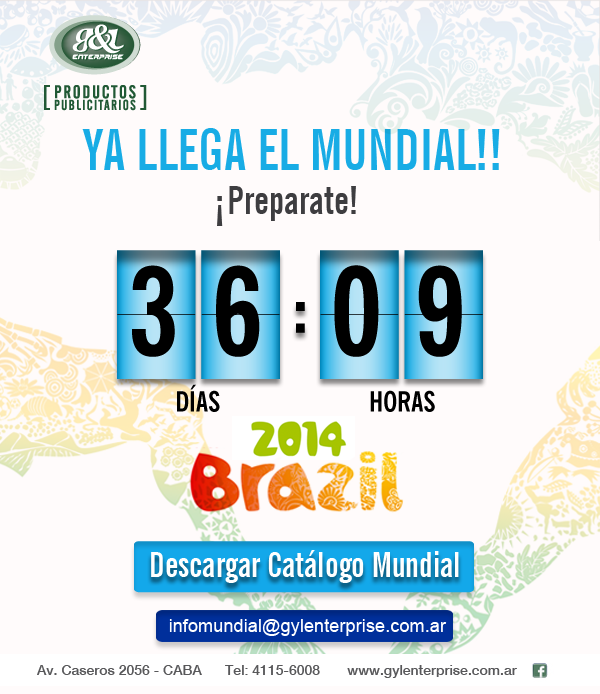 g&l
ENTERPRISE
[PRODUCTOS
PUBLICITARIOS]
YA LLEGA EL MUNDIAL!!
¡Preparate!
36:09
DÍAS HORAS
2014
Brazil
Descargar Catálogo Mundial
infomundial@gylenterprise.com.ar
Av. Caseros 2056 - CABA Tel: 4115-6008 www.gylenterprise.com.ar f